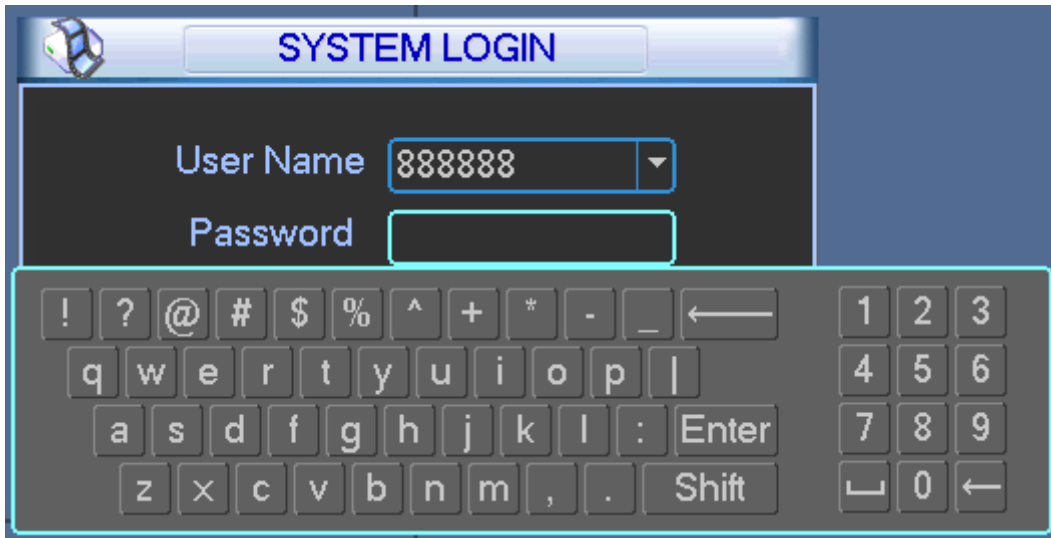 SYSTEM LOGIN
User Name 888888
Password
! ? @ # $ % ^ + * - _ ← 1 2 3
q w e r t y u i o p | 4 5 6
a s d f g h j k l : Enter 7 8 9
z x c v b n m , . Shift ⎵ 0 ←